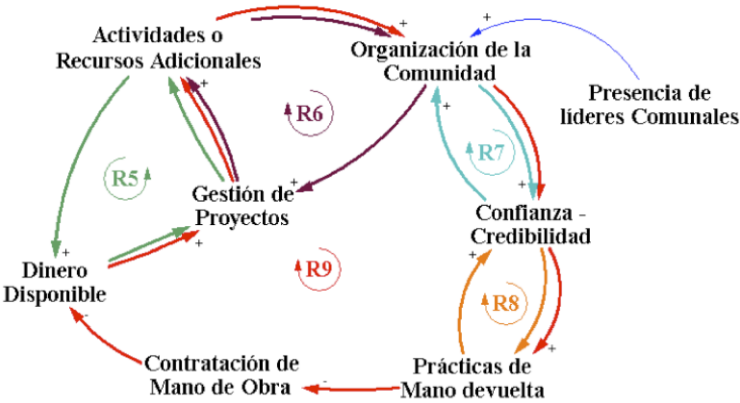 Actividades o
Recursos Adicionales
+
+
+
Organización de la
Comunidad
Presencia de
líderes Comunales
+
+
R6
R7
R5
+
Gestión de
Proyectos
+
Confianza -
Credibilidad
+
+
+
Dinero
Disponible
R9
R8
-
+
Contratación de
Mano de Obra
-
Prácticas de
Mano devuelta